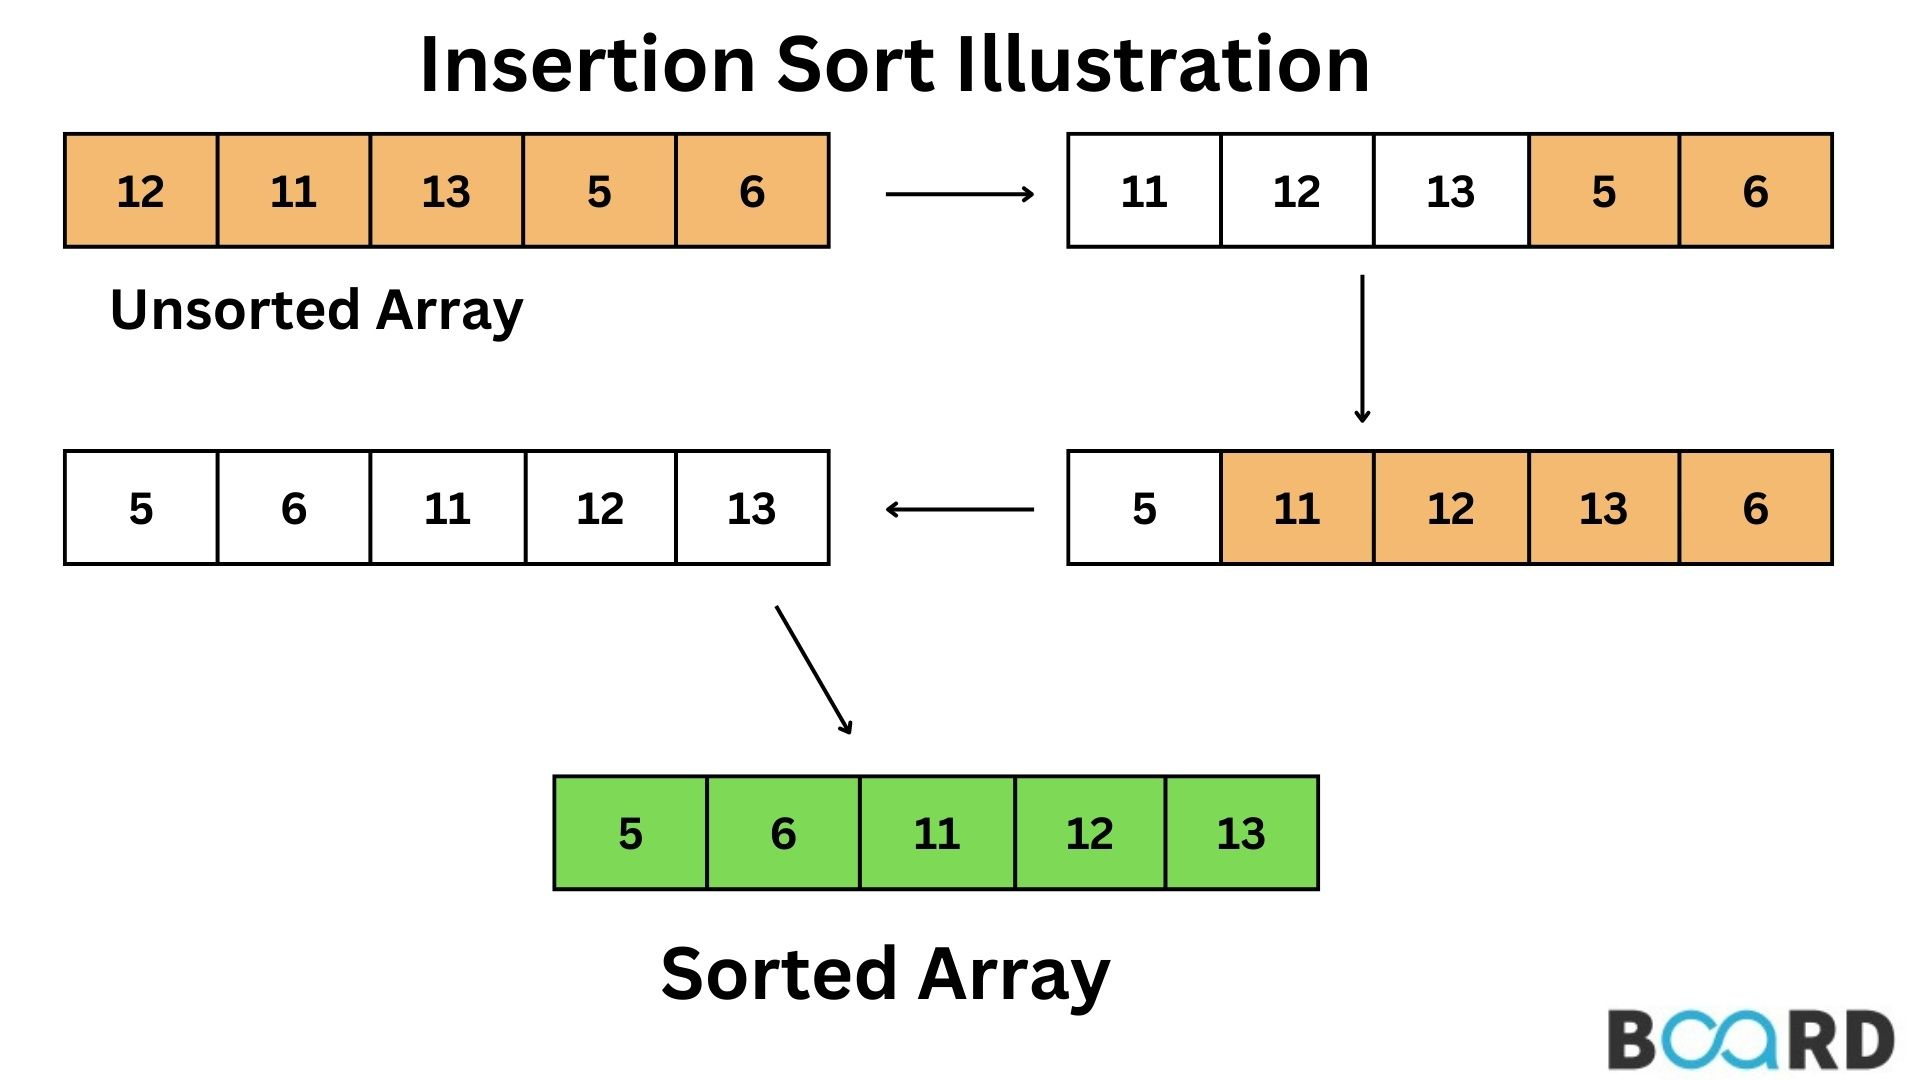 Insertion Sort Illustration
12 11 13 5 6
11 12 13 5 6
Unsorted Array
5 6 11 12 13
5 11 12 13 6
5 6 11 12 13
Sorted Array
BOARD